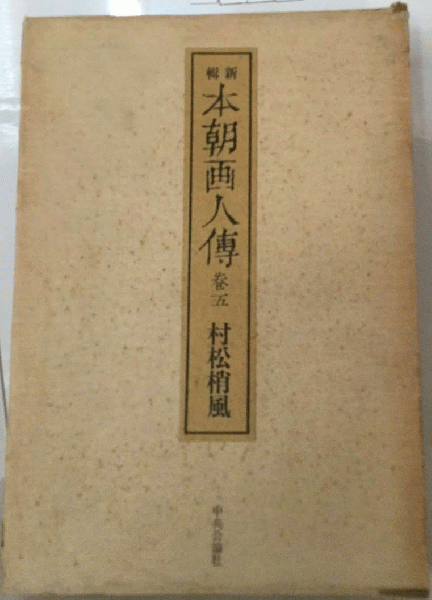 新輯
本朝画人傳
巻五
村松梢風
中央公論社